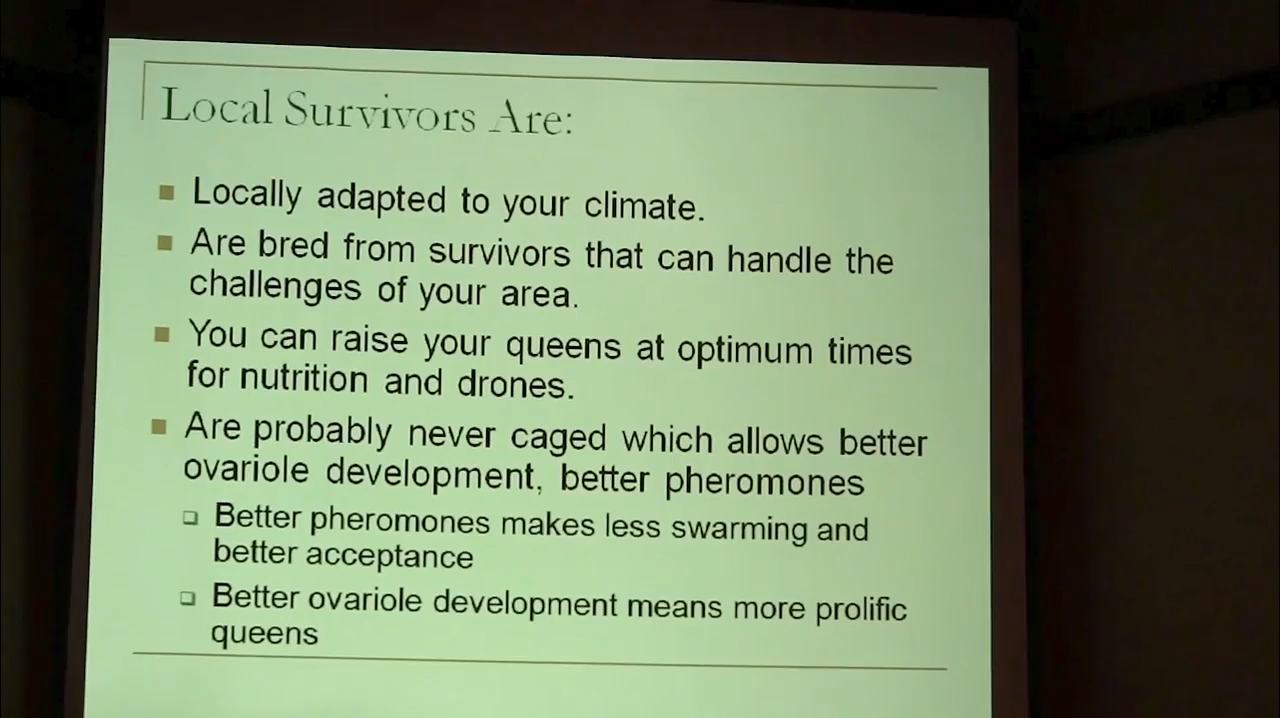 Local Survivors Are:
Locally adapted to your climate.
Are bred from survivors that can handle the
challenges of your area.
You can raise your queens at optimum times
for nutrition and drones.
Are probably never caged which allows better
ovariole development, better pheromones
Better pheromones makes less swarming and
better acceptance
Better ovariole development means more prolific
queens